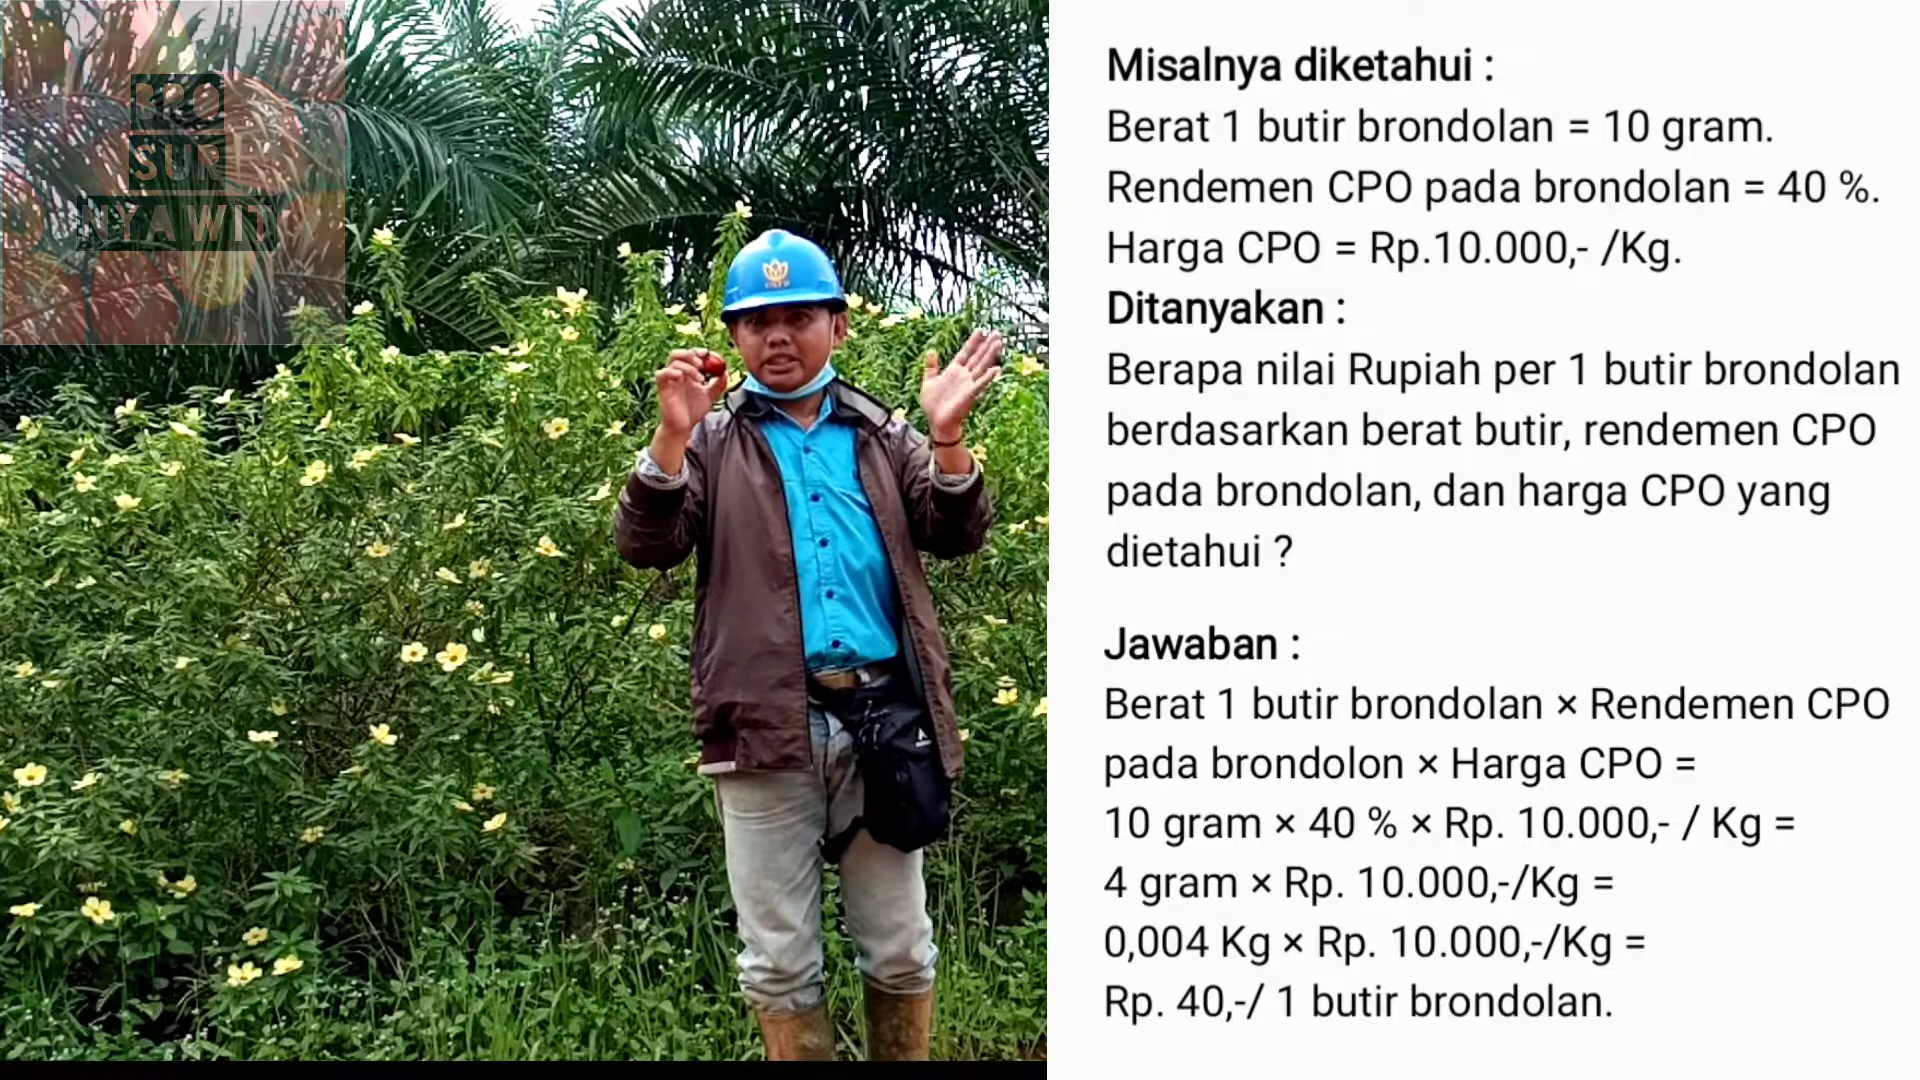 BRO
SUR
NYA WIT
Misalnya diketahui :
Berat 1 butir brondolan = 10 gram.
Rendemen CPO pada brondolan = 40 %.
Harga CPO = Rp.10.000,- /Kg.
Ditanyakan :
Berapa nilai Rupiah per 1 butir brondolan
berdasarkan berat butir, rendemen CPO
pada brondolan, dan harga CPO yang
dietahui ?
Jawaban :
Berat 1 butir brondolan × Rendemen CPO
pada brondolon × Harga CPO =
10 gram × 40 % × Rp. 10.000,- / Kg =
4 gram × Rp. 10.000,-/Kg =
0,004 Kg × Rp. 10.000,-/Kg =
Rp. 40,-/ 1 butir brondolan.